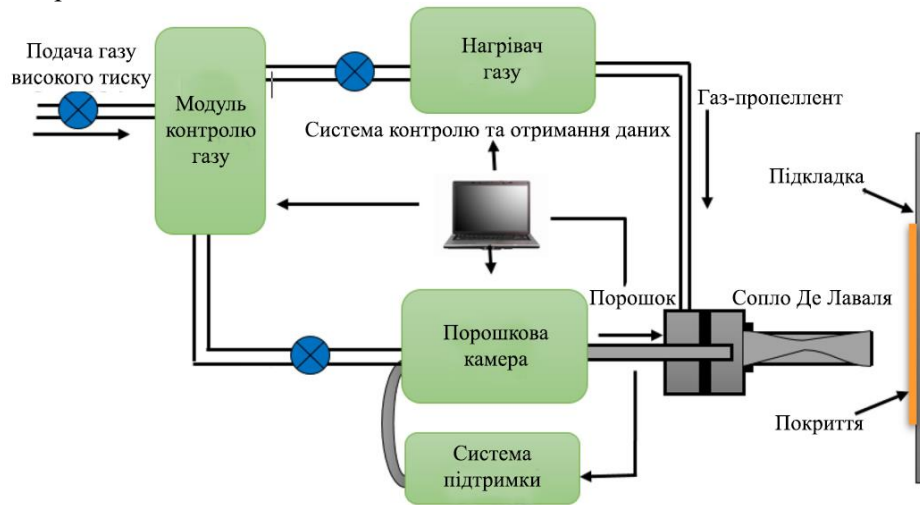 Подача газу
високого тиску
Модуль
контролю
газу
Нагрівач
газу
Система контролю та отримання даних
Газ-пропеллент
Підкладка
Порошок
Сопло Де Лаваля
Порошкова
камера
Покриття
Система
підтримки